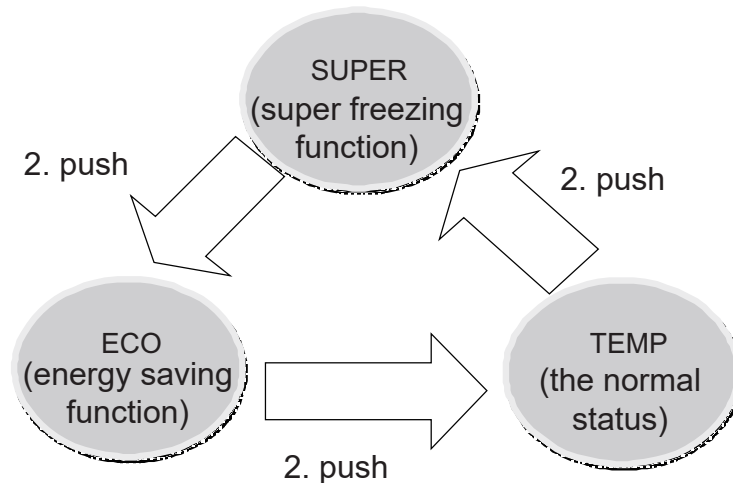 SUPER
(super freezing
function)
2. push
2. push
ECO
(energy saving
function)
TEMP
(the normal
status)
2. push